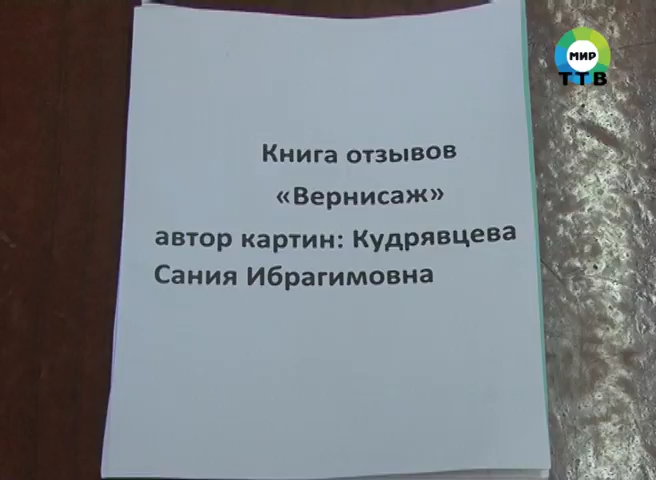 МИР
ТТВ
Книга отзывов
«Вернисаж»
автор картин: Кудрявцева
Сания Ибрагимовна